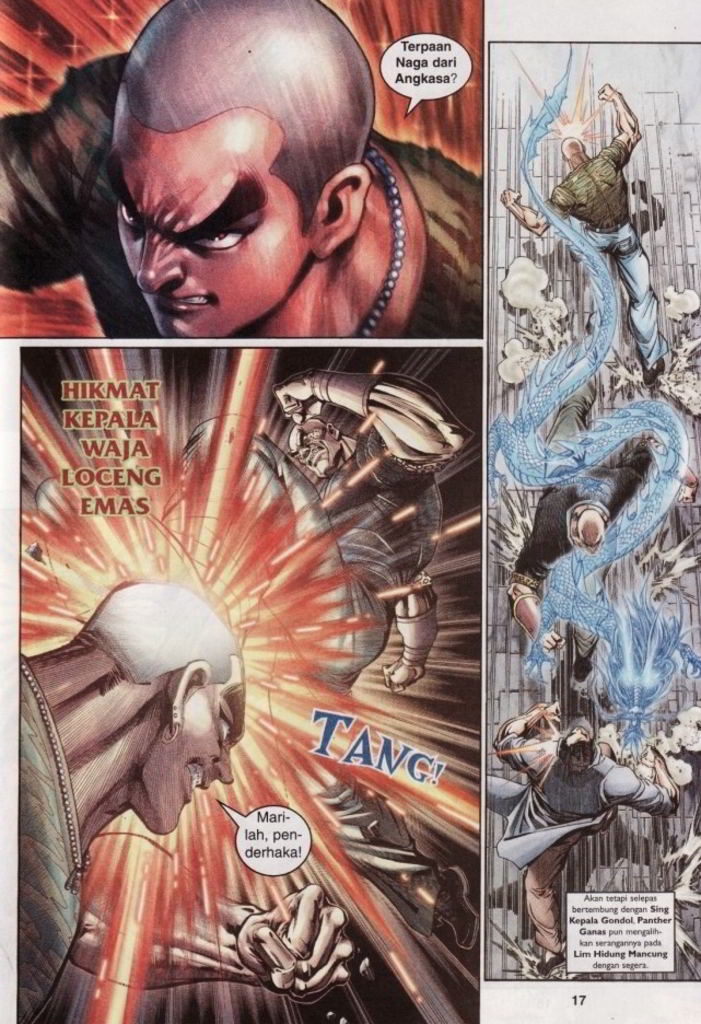 Terpaan
Naga dari
Angkasa?
HIKMAT
KEPALA
WAJA
LOCENG
EMAS
TANG!
Mari-
lah, pen-
derhaka!
Akan tetapi selepas
bertembung dengan Sing
Kepala Gondol, Panther
Ganas pun mengalih-
kan serangannya pada
Lim Hidung Mancung
dengan segera.
17